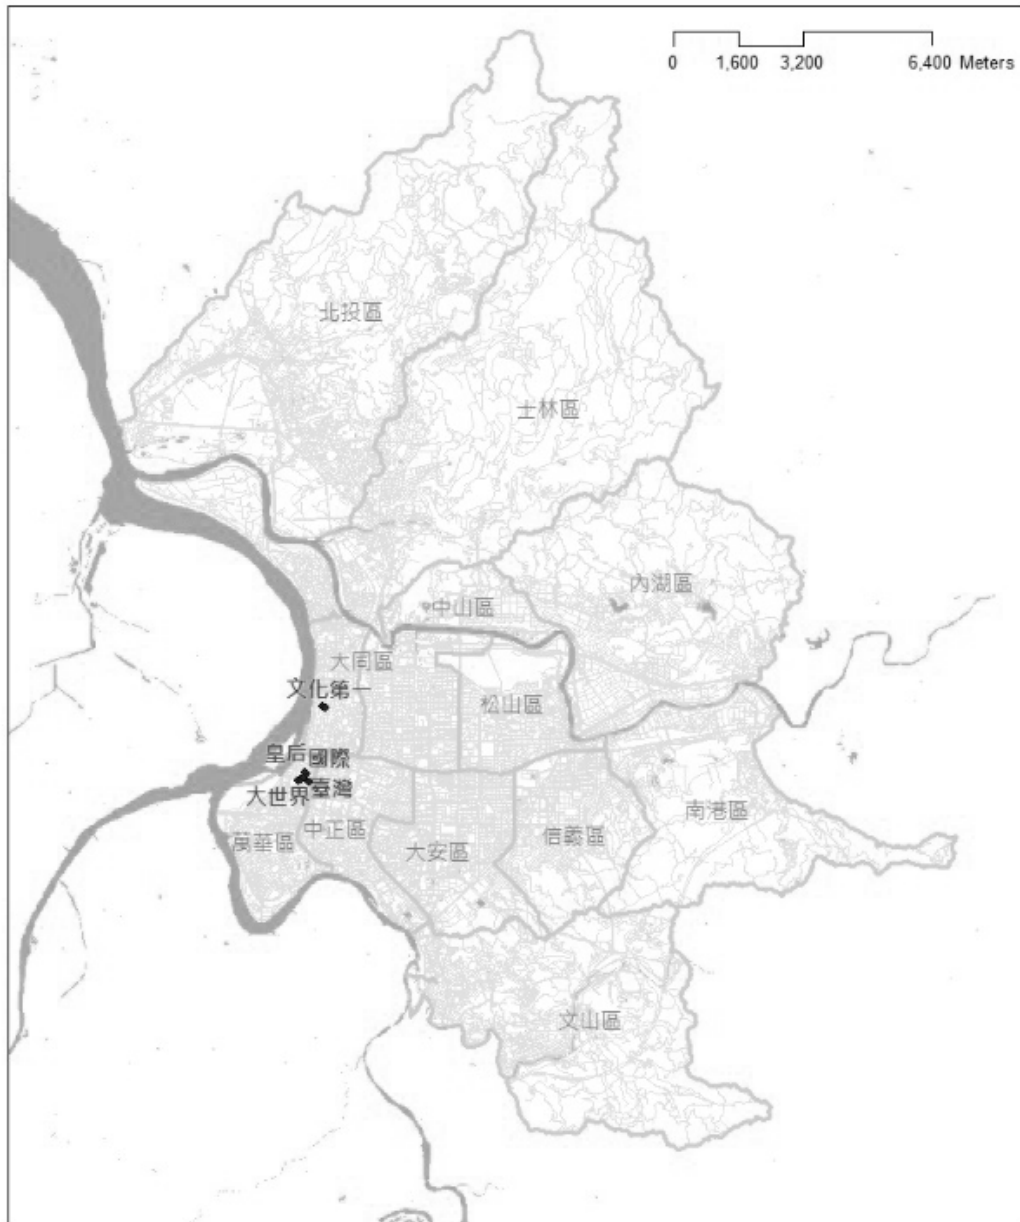 0 1,600 3,200 6,400 Meters
北投區
士林區
內湖區
中山區
大同區
文化第一
松山區
皇后
國際
大世界
臺灣
南港區
萬華區
中正區
大安區
信義區
文山區